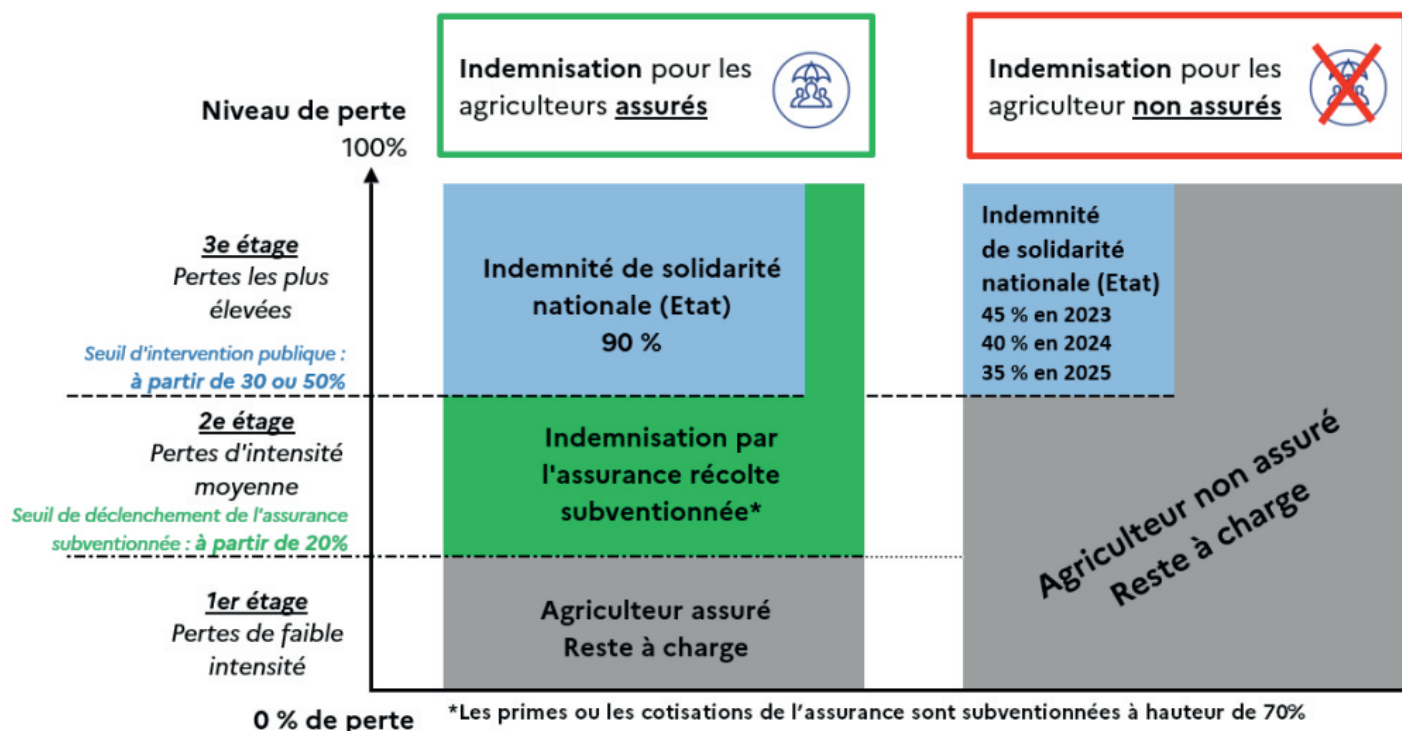 Indemnisation pour les
agriculteurs assurés
Indemnisation pour les
agriculteur non assurés
Niveau de perte
100%
3e étage
Pertes les plus
élevées
Seuil d'intervention publique :
à partir de 30 ou 50%
2e étage
Pertes d'intensité
moyenne
Seuil de déclenchement de l'assurance
subventionnée : à partir de 20%
1er étage
Pertes de faible
intensité
0 % de perte
Indemnité de solidarité
nationale (Etat)
90 %
Indemnisation par
l'assurance récolte
subventionnée*
Agriculteur assuré
Reste à charge
Indemnité
de solidarité
nationale (Etat)
45 % en 2023
40 % en 2024
35 % en 2025
Agriculteur non assuré
Reste à charge
*Les primes ou les cotisations de l'assurance sont subventionnées à hauteur de 70%